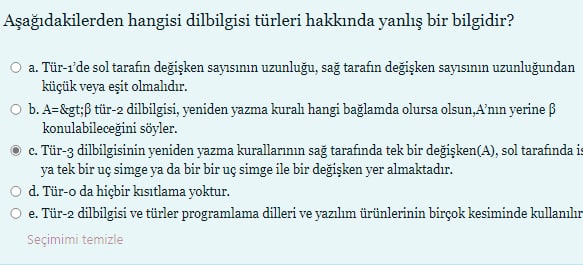 Aşağıdakilerden hangisi dilbilgisi türleri hakkında yanlış bir bilgidir?
a. Tür-1'de sol tarafın değişken sayısının uzunluğu, sağ tarafın değişken sayısının uzunluğundan
küçük veya eşit olmalıdır.
b. A=&gt;β tür-2 dilbilgisi, yeniden yazma kuralı hangi bağlamda olursa olsun,A'nın yerine β
konulabileceğini söyler.
c. Tür-3 dilbilgisinin yeniden yazma kurallarının sağ tarafında tek bir değişken(A), sol tarafında is
ya tek bir uç simge ya da bir bir uç simge ile bir değişken yer almaktadır.
d. Tür-0 da hiçbir kısıtlama yoktur.
e. Tür-2 dilbilgisi ve türler programlama dilleri ve yazılım ürünlerinin birçok kesiminde kullanılır
Seçimimi temizle